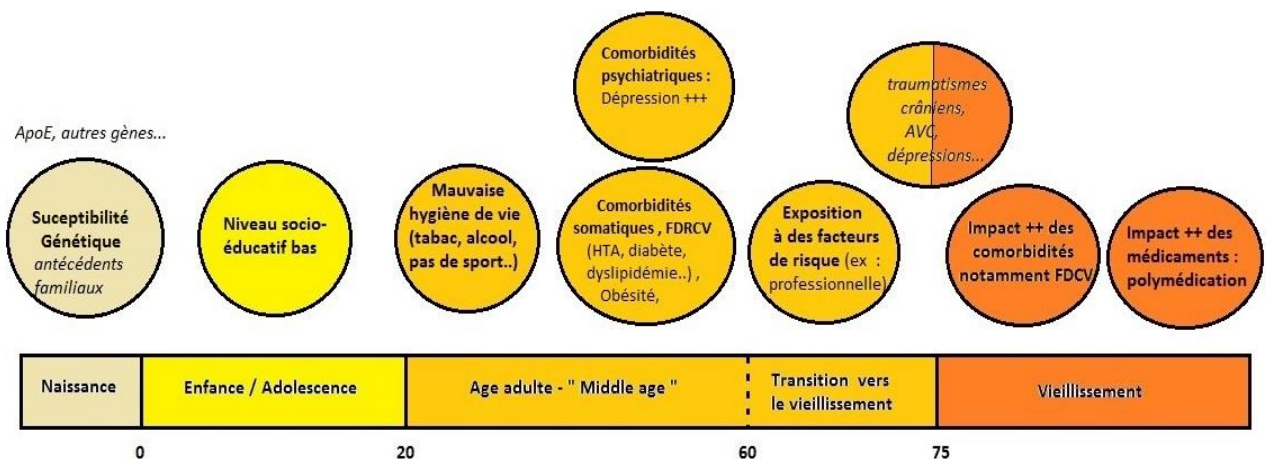 ApoE, autres gènes...
Suceptibilité
Génétique
antécédents
familiaux
Niveau socio-
éducatif bas
Mauvaise
hygiène de vie
(tabac, alcool,
pas de sport..)
Comorbidités
psychiatriques :
Dépression +++
Comorbidités
somatiques , FDRCV
(HTA, diabète,
dyslipidémie..) ,
Obésité,
Exposition
à des facteurs
de risque (ex :
professionnelle)
traumatismes
crâniens,
AVC,
dépressions...
Impact ++ des
comorbidités
notamment FDCV
Impact ++ des
médicaments :
polymédication
Naissance
Enfance / Adolescence
Age adulte - " Middle age "
Transition vers
le vieillissement
Vieillissement
0
20
60
75